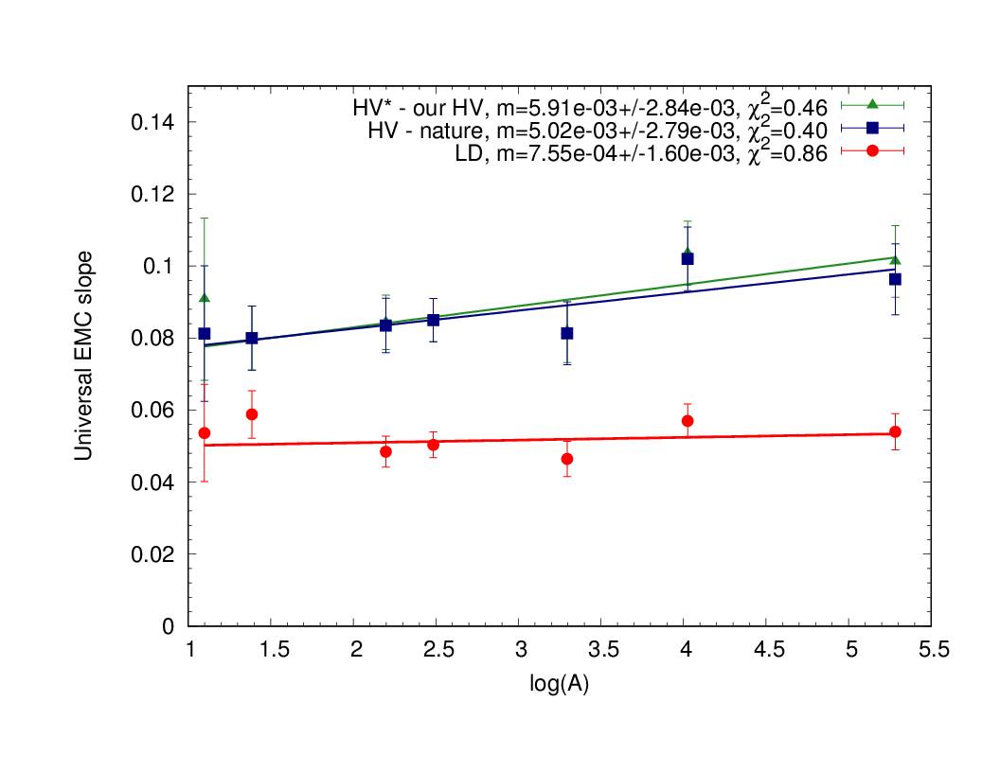 HV* - our HV, m=5.91e-03+/-2.84e-03, χ2=0.46
HV - nature, m=5.02e-03+/-2.79e-03, χ2=0.40
LD, m=7.55e-04+/-1.60e-03, χ2=0.86
0.14
0.12
0.1
0.08
0.06
0.04
0.02
0
Universal EMC slope
1 1.5 2 2.5 3 3.5 4 4.5 5 5.5
log(A)